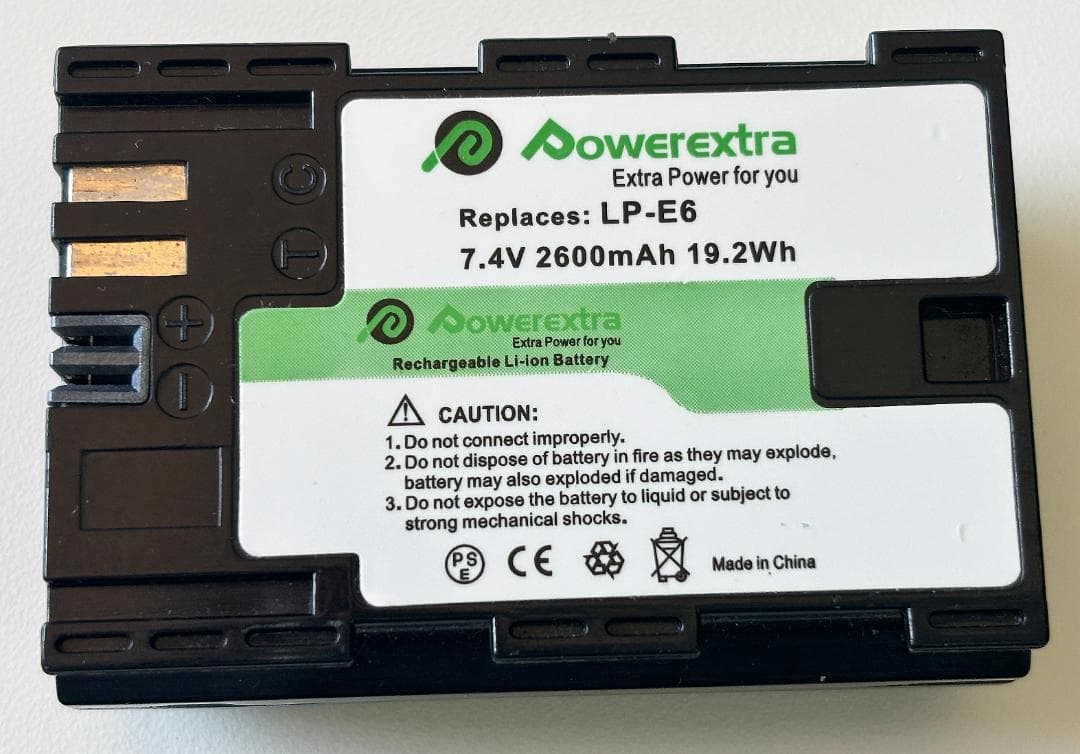 Powerextra
Extra Power for you
Replaces: LP-E6
7.4V 2600mAh 19.2Wh
C
T
+
−
Powerextra
Extra Power for you
Rechargeable Li-ion Battery
CAUTION:
1. Do not connect improperly.
2. Do not dispose of battery in fire as they may explode,
battery may also exploded if damaged.
3. Do not expose the battery to liquid or subject to
strong mechanical shocks.
PS
E
CE
Made in China